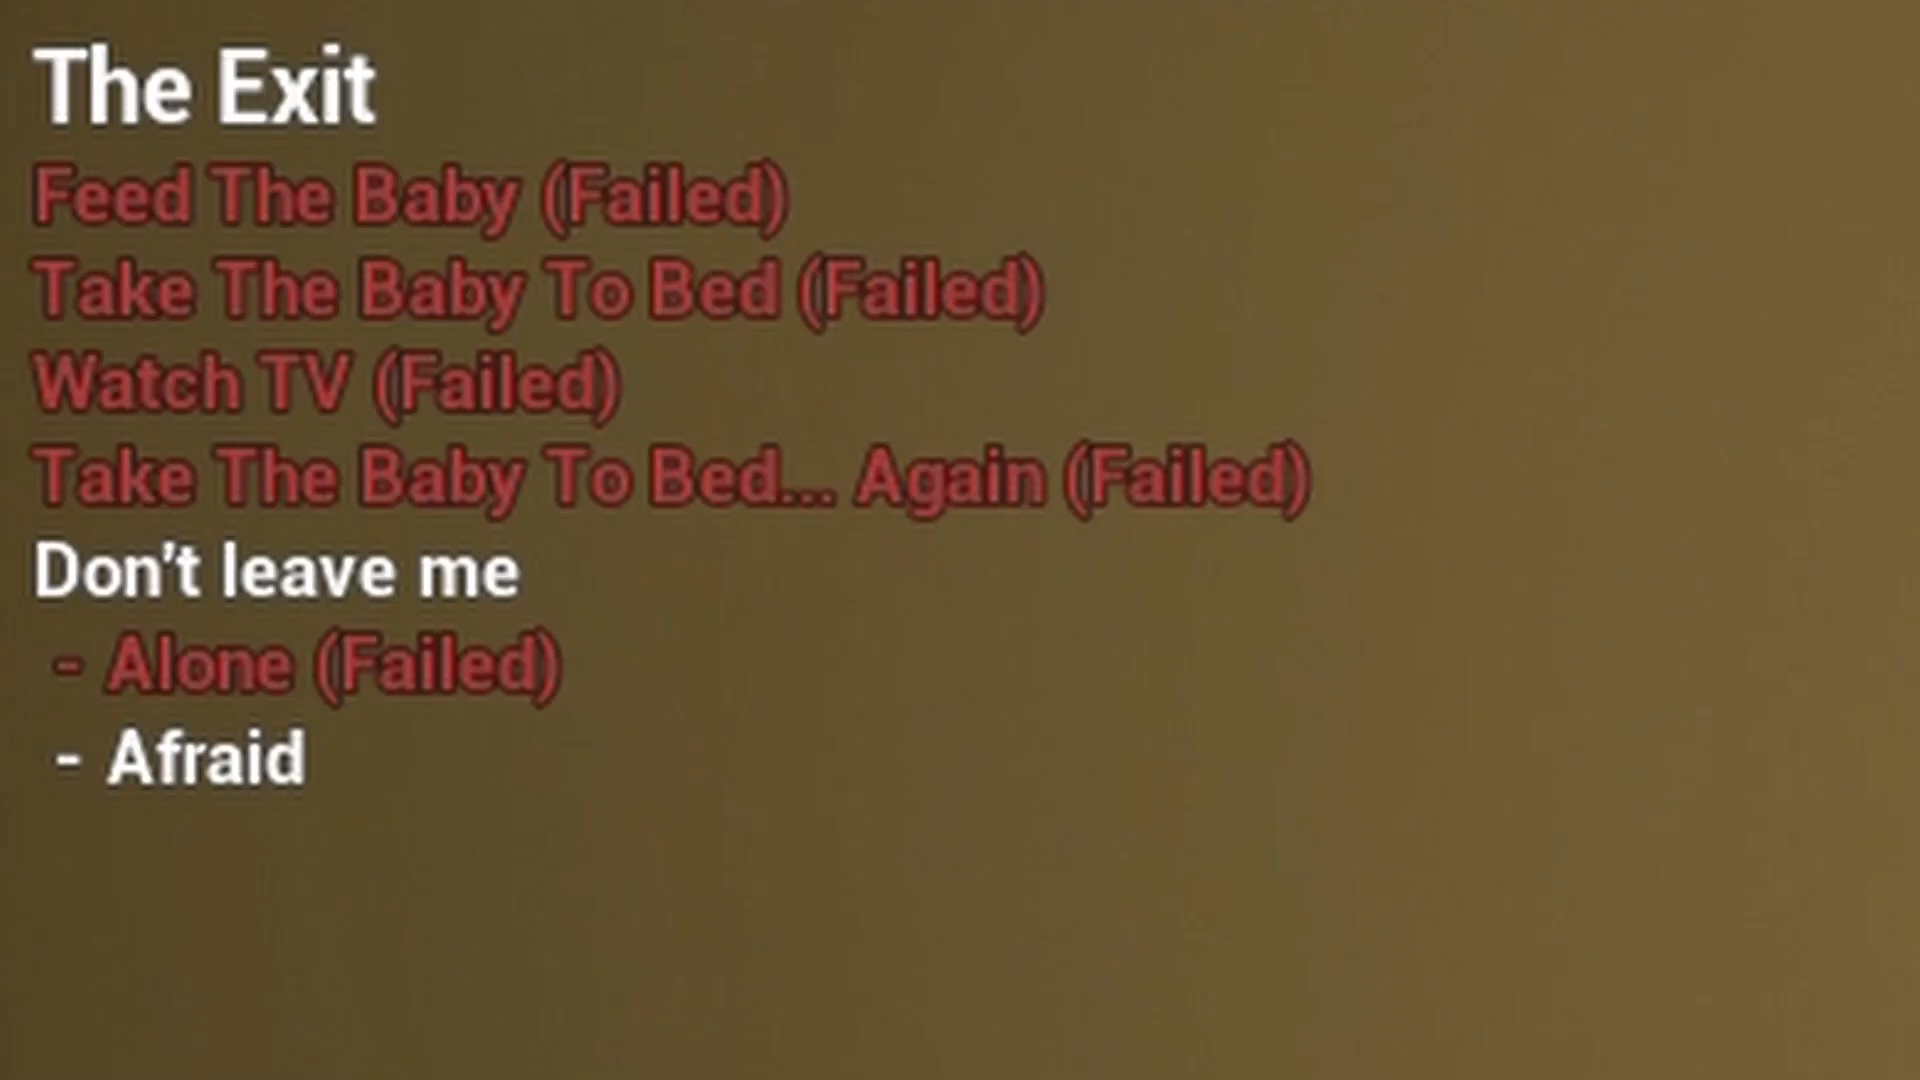 The Exit
Feed The Baby (Failed)
Take The Baby To Bed (Failed)
Watch TV (Failed)
Take The Baby To Bed... Again (Failed)
Don't leave me
- Alone (Failed)
- Afraid